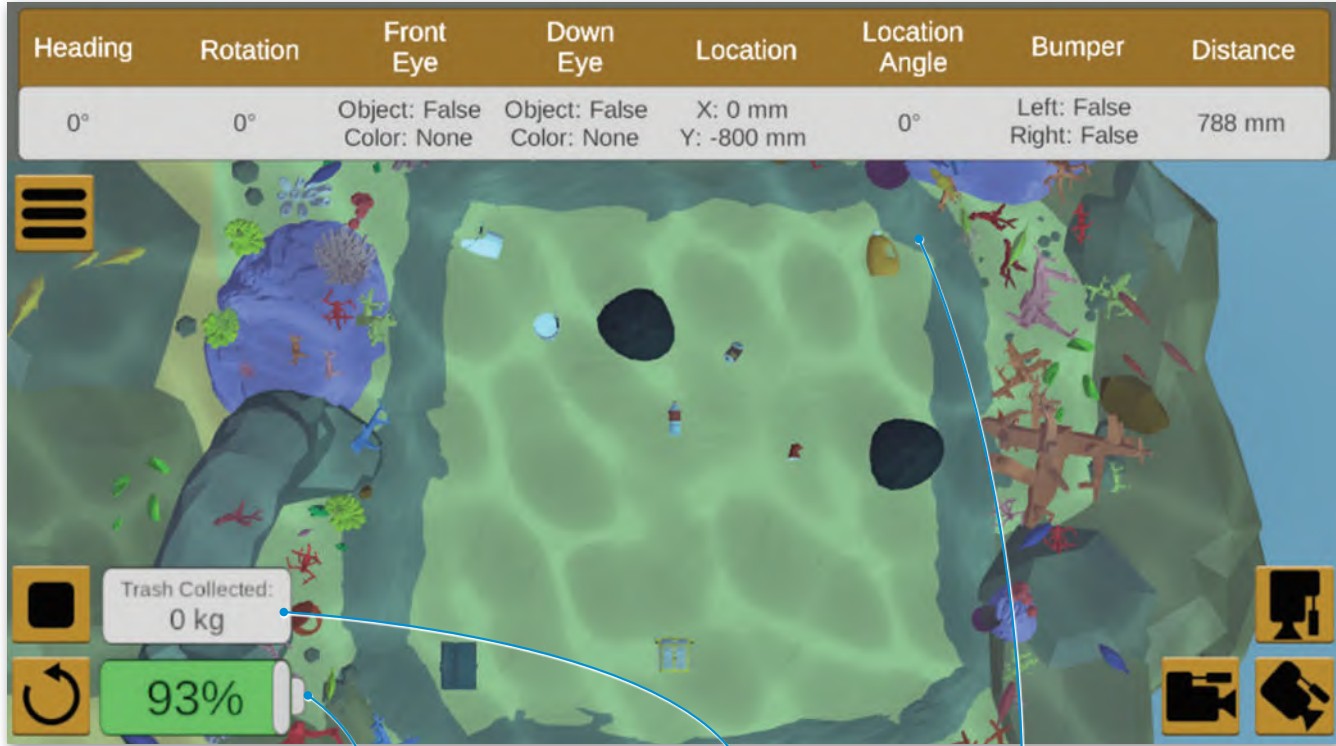 Heading
Rotation
Front
Eye
Down
Eye
Location
Location
Angle
Bumper
Distance
0°
0°
Object: False
Color: None
Object: False
Color: None
X: 0 mm
Y: -800 mm
0°
Left: False
Right: False
788 mm
Trash Collected:
0 kg
93%